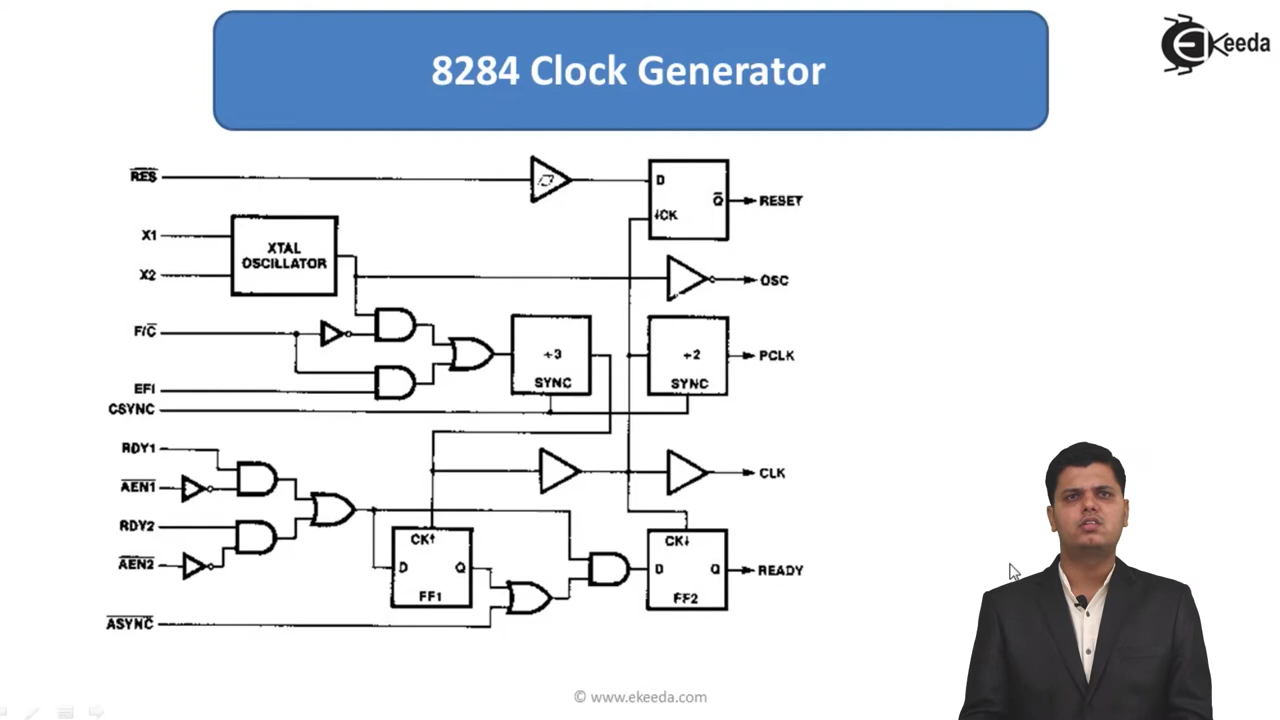 8284 Clock Generator
EKeeda
RES
D
Q
RESET
↓CK
X1
XTAL
OSCILLATOR
X2
OSC
F/C
÷3
SYNC
÷2
SYNC
PCLK
EFI
CSYNC
RDY1
AEN1
CLK
RDY2
AEN2
CK↑
D
Q
FF1
CK↓
D
Q
FF2
READY
ASYNC
© www.ekeeda.com